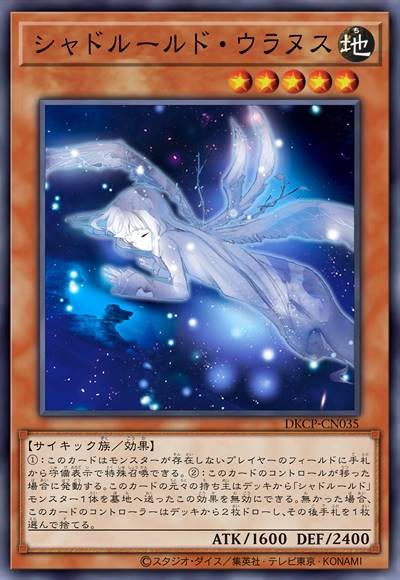 シャドルールド・ウラヌス
地
DKCP-CN035
【サイキック族/効果】
①:このカードはモンスターが存在しないプレイヤーのフィールドに手札
から守備表示で特殊召喚できる。②:このカードのコントロールが移った
場合に発動する。このカードの元々の持ち主はデッキから「シャドルールド」
モンスター1体を墓地へ送ってこの効果を無効にできる。無かった場合、
このカードのコントローラーはデッキから2枚ドローし、その後手札を1枚
選んで捨てる。
ATK/1600 DEF/2400
©スタジオ・ダイス/集英社・テレビ東京・KONAMI